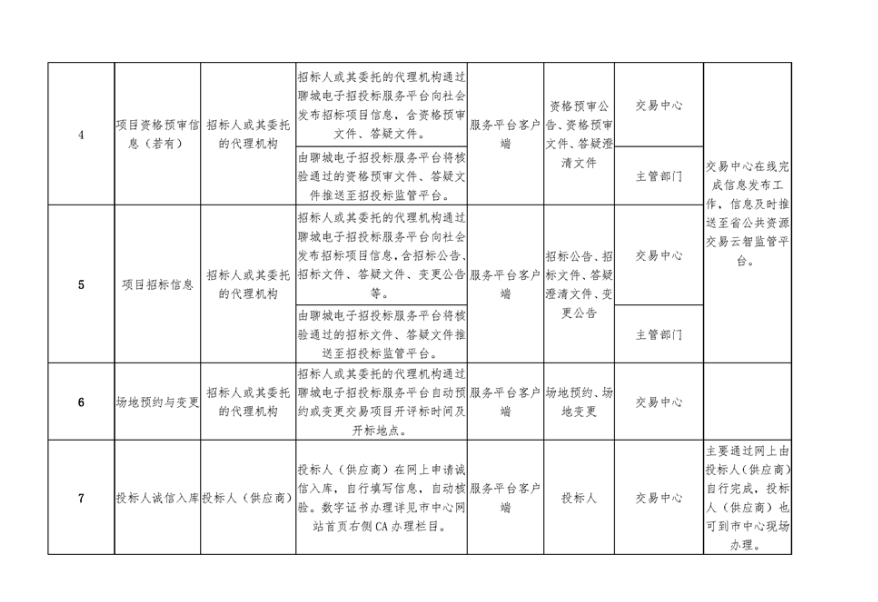 4
项目资格预审信
息（若有）
招标人或其委托
的代理机构
招标人或其委托的代理机构通过
聊城电子招投标服务平台向社会
发布招标项目信息，含资格预审
文件、答疑文件。
由聊城电子招投标服务平台将核
验通过的资格预审文件、答疑文
件推送至招投标监管平台。
服务平台客户
端
资格预审公
告、资格预审
文件、答疑澄
清文件
交易中心
主管部门
交易中心在线完
成信息发布工
作，信息及时推
送至省公共资源
交易云智监管平
台。
5
项目招标信息
招标人或其委托
的代理机构
招标人或其委托的代理机构通过
聊城电子招投标服务平台向社会
发布招标项目信息，含招标公告、
招标文件、答疑文件、变更公告
等。
由聊城电子招投标服务平台将核
验通过的招标文件、答疑文件推
送至招投标监管平台。
服务平台客户
端
招标公告、招
标文件、答疑
澄清文件、变
更公告
交易中心
主管部门
6
场地预约与变更
招标人或其委托
的代理机构
招标人或其委托的代理机构通过
聊城电子招投标服务平台自动预
约或变更交易项目开评标时间及
开标地点。
服务平台客户
端
场地预约、场
地变更
交易中心
7
投标人诚信入库
投标人（供应商）
投标人（供应商）在网上申请诚
信入库，自行填写信息，自动核
验。数字证书办理详见市中心网
站首页右侧 CA 办理栏目。
服务平台客户
端
投标人
交易中心
主要通过网上由
投标人（供应商）
自行完成，投标
人（供应商）也
可到市中心现场
办理。